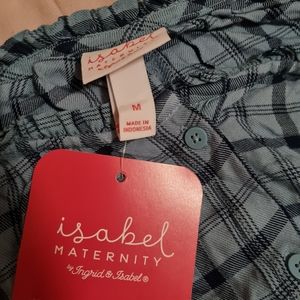 isabel
MATERNITY
M
MADE IN
INDONESIA
isabel
MATERNITY
by Ingrid & Isabel®